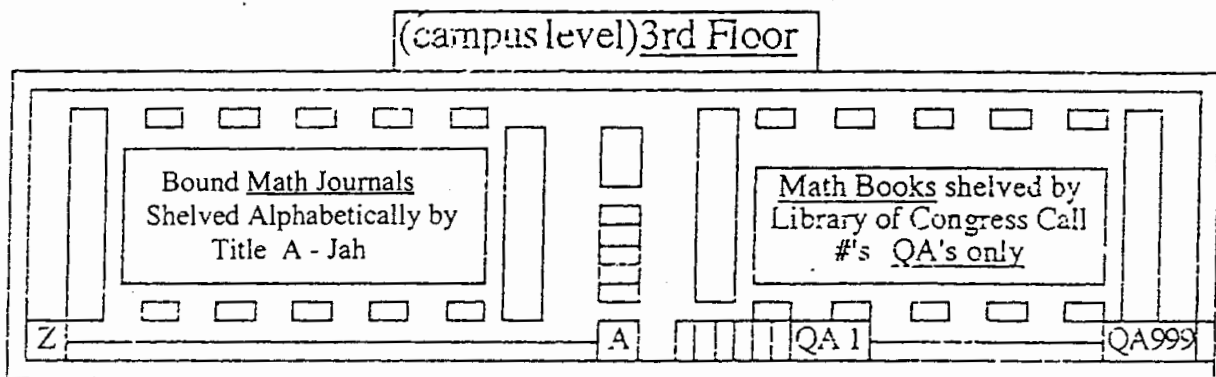 (campus level)3rd Floor
Bound Math Journals
Shelved Alphabetically by
Title A - Jah
Math Books shelved by
Library of Congress Call
#'s QA's only
Z
A
QA 1
QA999